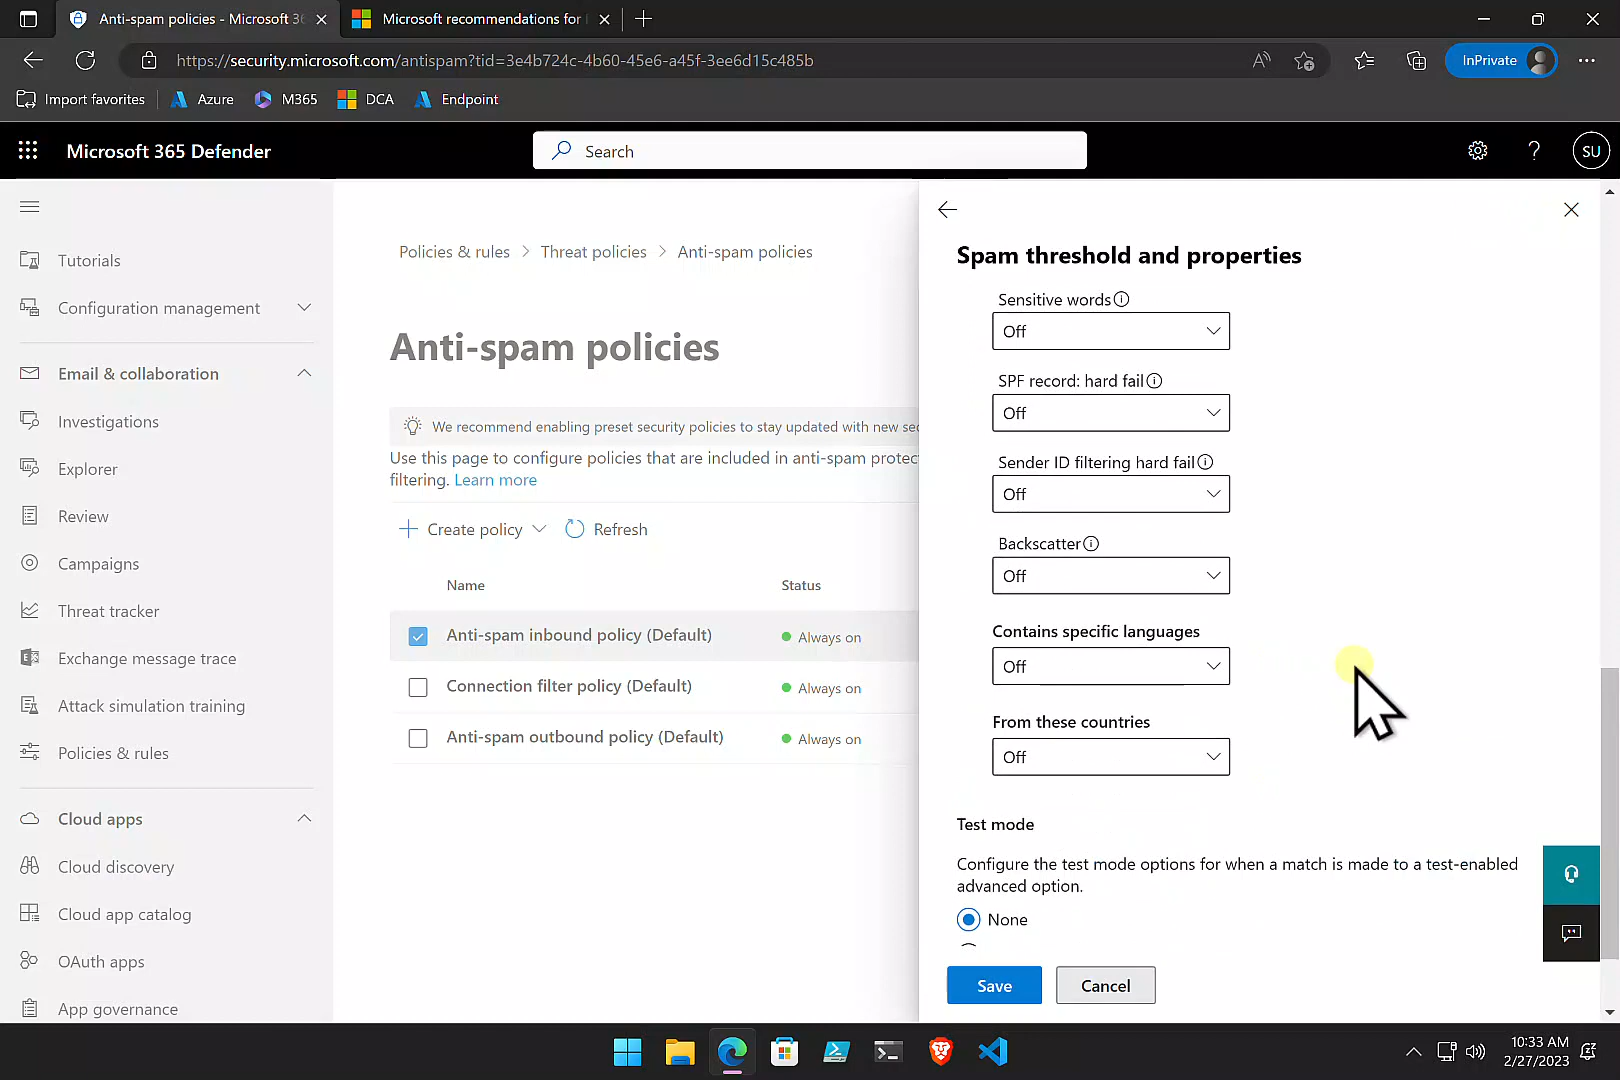 Anti-spam policies - Microsoft 36
Microsoft recommendations for
https://security.microsoft.com/antispam?tid=3e4b724c-4b60-45e6-a45f-3ee6d15c485b
InPrivate
Import favorites
Azure
M365
DCA
Endpoint
Microsoft 365 Defender
Search
SU
Tutorials
Configuration management
Email & collaboration
Investigations
Explorer
Review
Campaigns
Threat tracker
Exchange message trace
Attack simulation training
Policies & rules
Cloud apps
Cloud discovery
Cloud app catalog
OAuth apps
App governance
Policies & rules > Threat policies > Anti-spam policies
Anti-spam policies
We recommend enabling preset security policies to stay updated with new sec
Use this page to configure policies that are included in anti-spam protec
filtering. Learn more
Create policy
Refresh
Name Status
Anti-spam inbound policy (Default) Always on
Connection filter policy (Default) Always on
Anti-spam outbound policy (Default) Always on
Spam threshold and properties
Sensitive words
Off
SPF record: hard fail
Off
Sender ID filtering hard fail
Off
Backscatter
Off
Contains specific languages
Off
From these countries
Off
Test mode
Configure the test mode options for when a match is made to a test-enabled
advanced option.
None
Save
Cancel
10:33 AM
2/27/2023